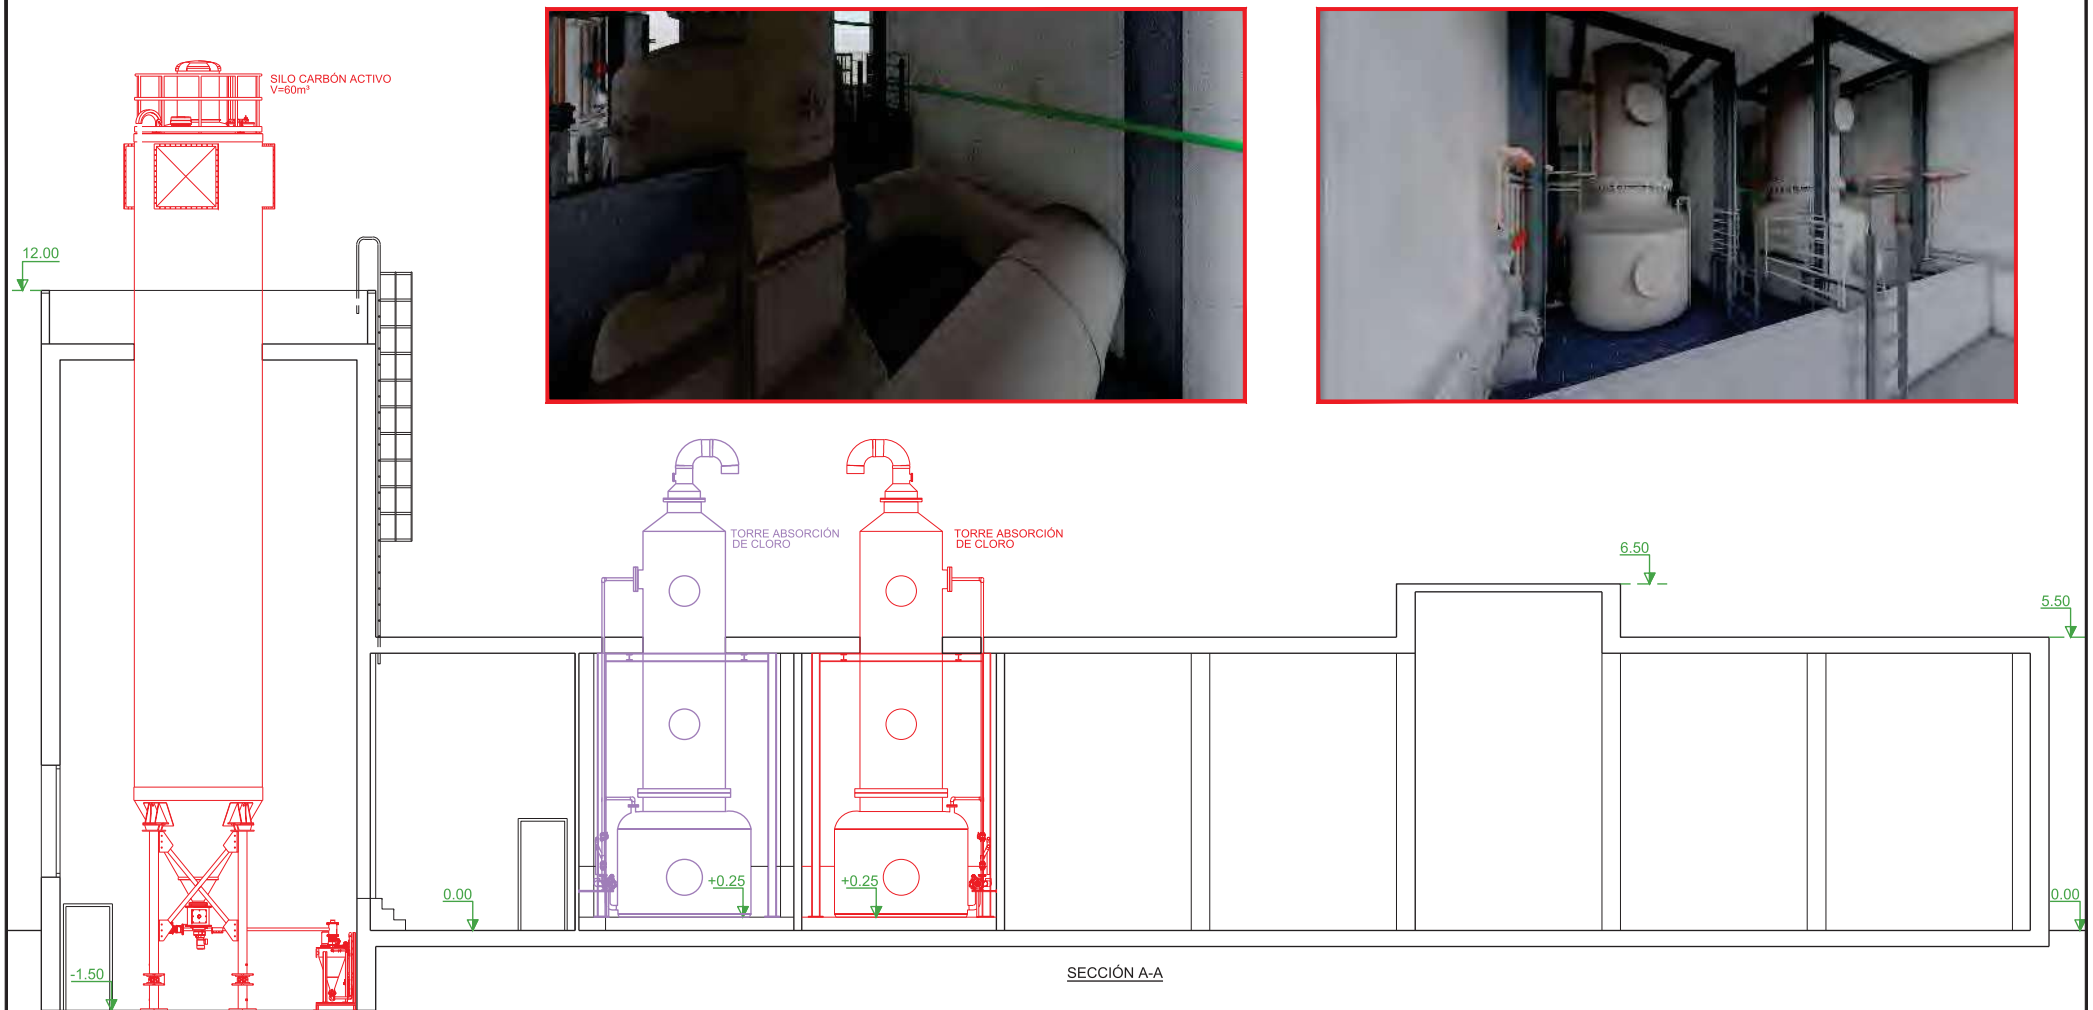 SILO CARBÓN ACTIVO
V=60m³
12.00
TORRE ABSORCIÓN
DE CLORO
TORRE ABSORCIÓN
DE CLORO
6.50
5.50
+0.25
+0.25
0.00
0.00
-1.50
SECCIÓN A-A